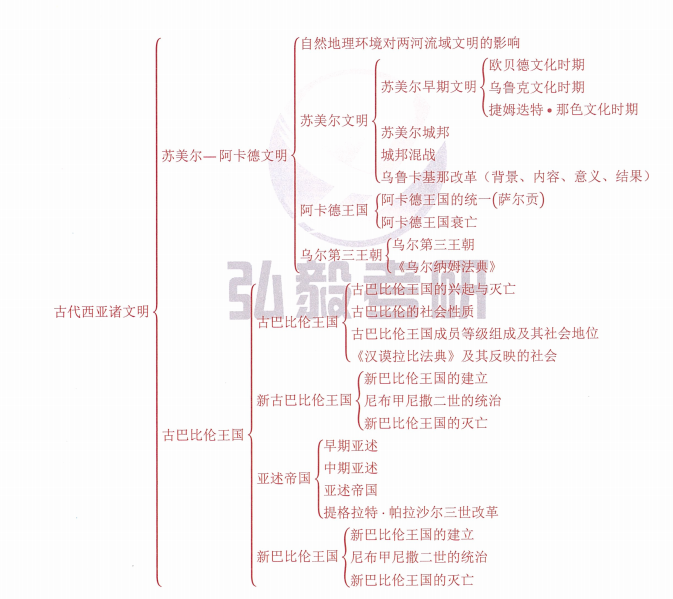 自然地理环境对两河流域文明的影响
欧贝德文化时期
苏美尔早期文明
乌鲁克文化时期
捷姆迭特•那色文化时期
苏美尔文明
苏美尔城邦
城邦混战
苏美尔—阿卡德文明
乌鲁卡基那改革（背景、内容、意义、结果）
阿卡德王国的统一(萨尔贡)
阿卡德王国
阿卡德王国衰亡
乌尔第三王朝
乌尔第三王朝
《乌尔纳姆法典》
弘毅考研
古巴比伦王国的兴起与灭亡
古代西亚诸文明
古巴比伦的社会性质
古巴比伦王国
古巴比伦王国成员等级组成及其社会地位
《汉谟拉比法典》及其反映的社会
新巴比伦王国的建立
新古巴比伦王国
尼布甲尼撒二世的统治
新巴比伦王国的灭亡
古巴比伦王国
早期亚述
中期亚述
亚述帝国
亚述帝国
提格拉特·帕拉沙尔三世改革
新巴比伦王国的建立
新巴比伦王国
尼布甲尼撒二世的统治
新巴比伦王国的灭亡